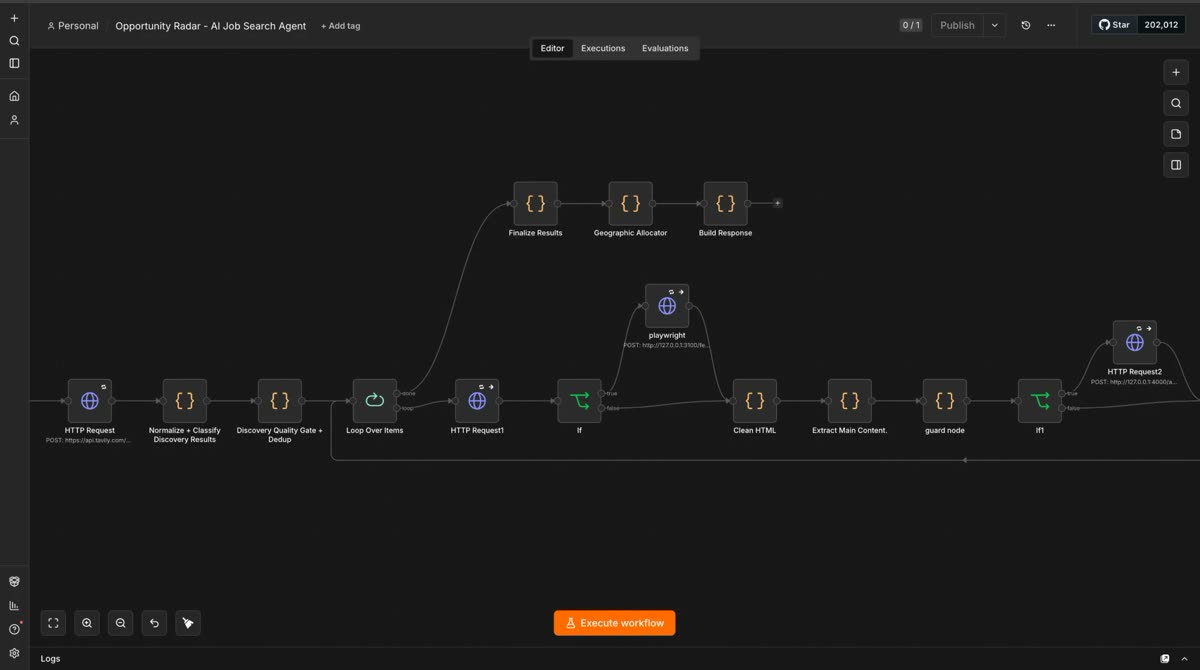 Personal / Opportunity Radar - AI Job Search Agent + Add tag
0 / 1 Publish Star 202,012
Editor Executions Evaluations
{} {} {}
Finalize Results Geographic Allocator Build Response
playwright
POST: http://127.0.0.1:3100/fe...
HTTP Request2
POST: http://127.0.0.1:4000/a...
done
loop
true
false
true
false
HTTP Request
POST: https://api.tavily.com/...
Normalize + Classify
Discovery Results
Discovery Quality Gate +
Dedup
Loop Over Items
HTTP Request1
If
Clean HTML
Extract Main Content.
guard node
If1
Execute workflow
Logs